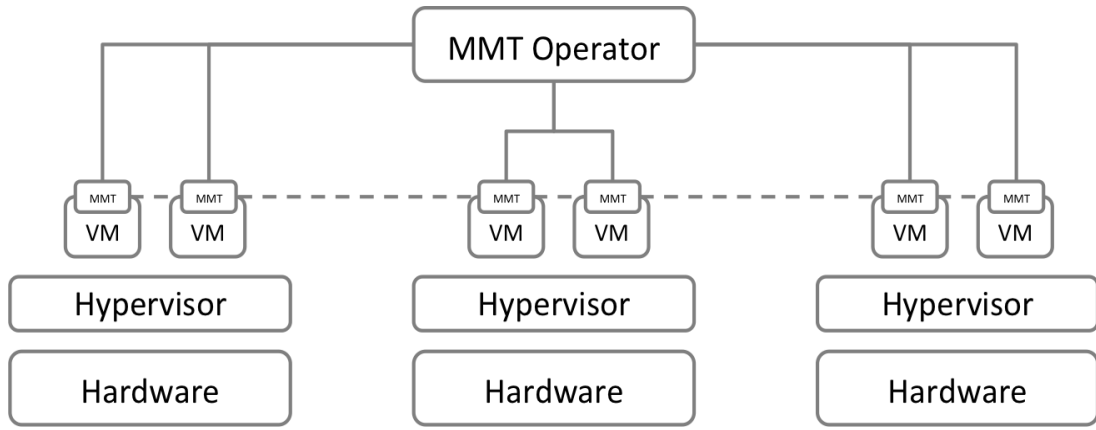 MMT Operator
MMT MMT MMT MMT MMT MMT
VM VM VM VM VM VM
Hypervisor Hypervisor Hypervisor
Hardware Hardware Hardware